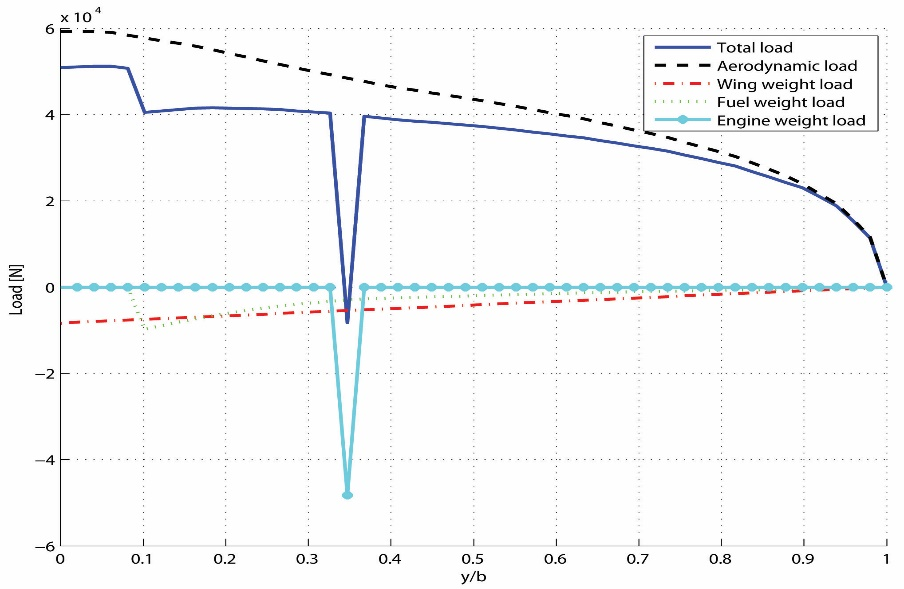 x 10⁴
6
4
2
0
−2
−4
−6
Load [N]
Total load
Aerodynamic load
Wing weight load
Fuel weight load
Engine weight load
0 0.1 0.2 0.3 0.4 0.5 0.6 0.7 0.8 0.9 1
y/b